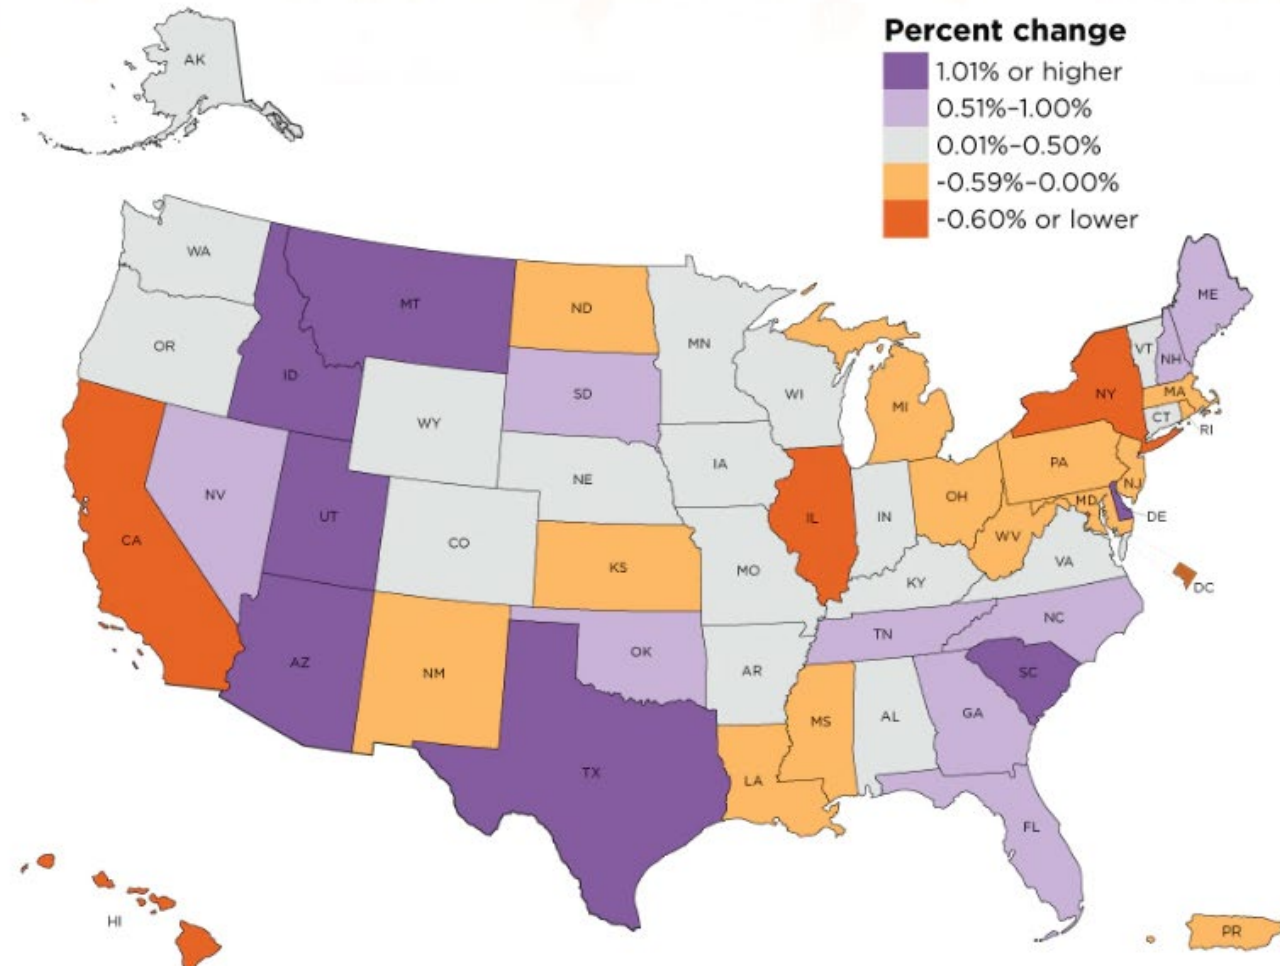 Percent change
1.01% or higher
0.51%–1.00%
0.01%–0.50%
-0.59%–0.00%
-0.60% or lower
AK
WA
MT
ND
MN
ME
OR
ID
SD
WI
MI
VT
NH
NY
MA
CT
RI
WY
NV
NE
IA
PA
NJ
UT
CO
IL
IN
OH
MD
DE
CA
KS
MO
KY
WV
VA
DC
AZ
NM
OK
AR
TN
NC
SC
MS
AL
GA
TX
LA
FL
HI
PR